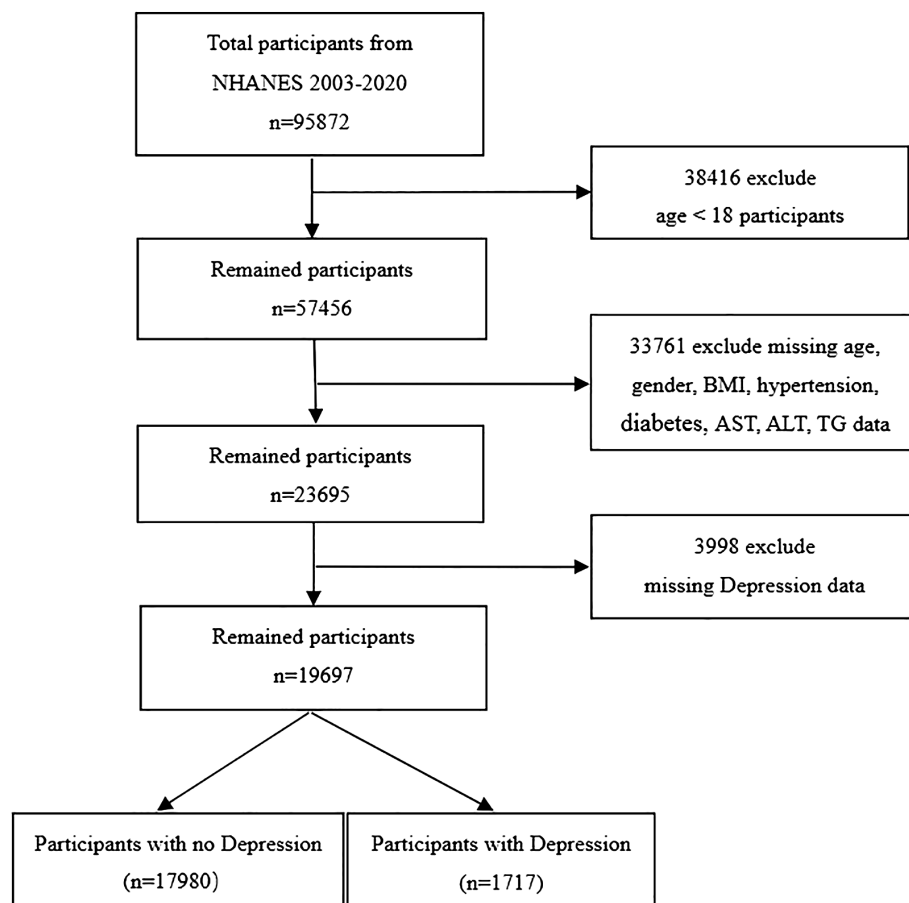 Total participants from
NHANES 2003-2020
n=95872
38416 exclude
age < 18 participants
Remained participants
n=57456
33761 exclude missing age,
gender, BMI, hypertension,
diabetes, AST, ALT, TG data
Remained participants
n=23695
3998 exclude
missing Depression data
Remained participants
n=19697
Participants with no Depression
(n=17980)
Participants with Depression
(n=1717)